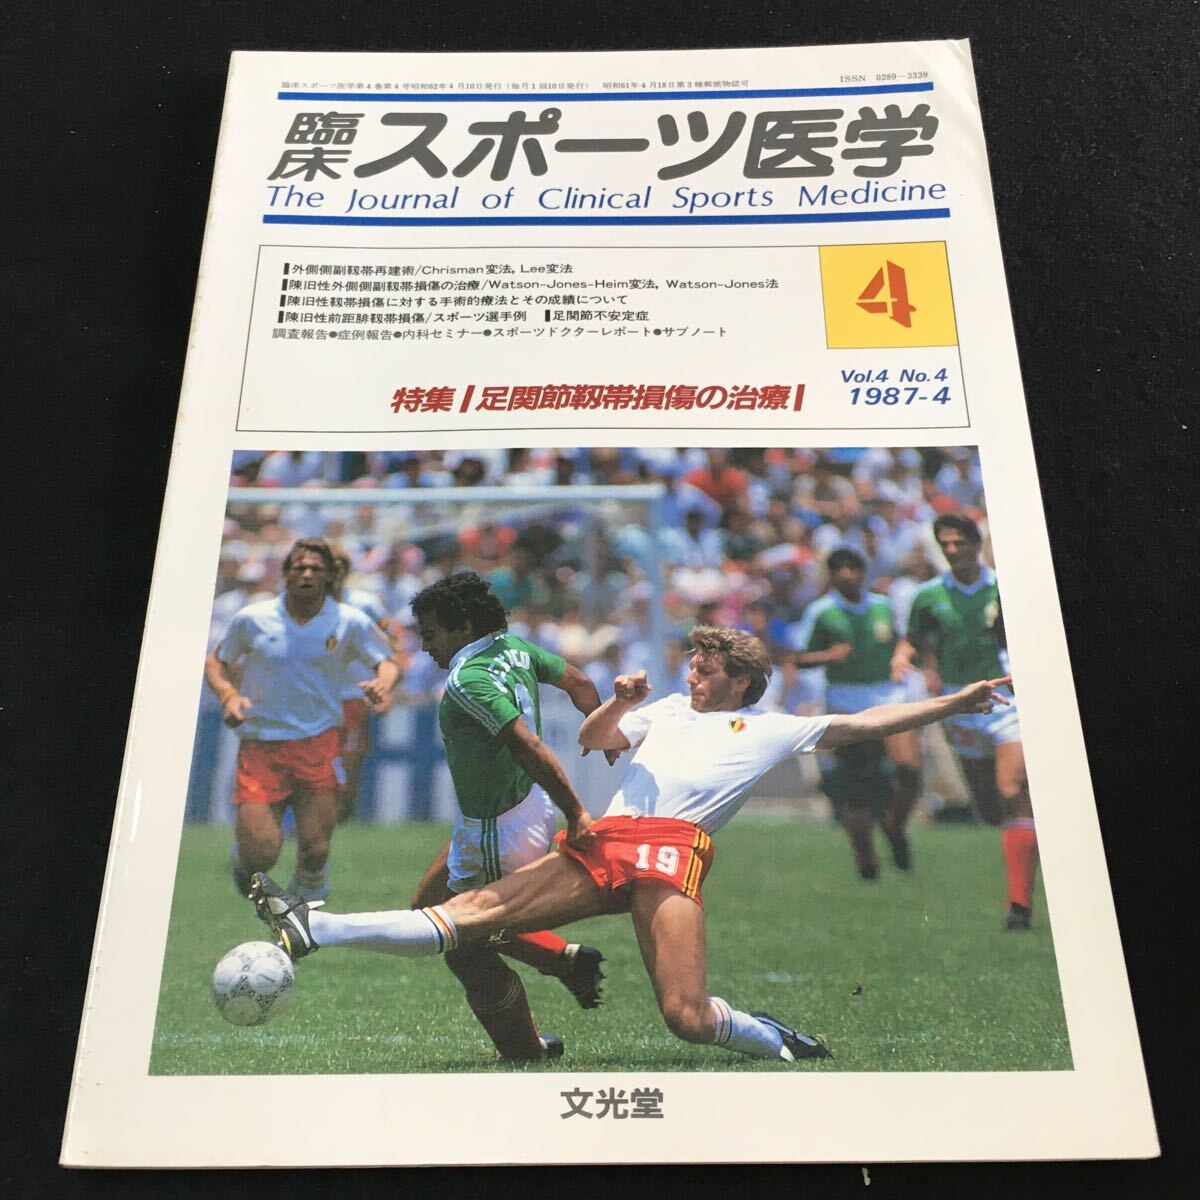 ISSN 0289-3339
臨床スポーツ医学第4巻第4号昭和62年4月10日発行(毎月1回10日発行) 昭和61年4月18日第3種郵便物認可
臨床スポーツ医学
The Journal of Clinical Sports Medicine
外側側副靱帯再建術/Chrisman変法, Lee変法
陳旧性外側側副靱帯損傷の治療/Watson-Jones-Heim変法, Watson-Jones法
陳旧性靱帯損傷に対する手術的療法とその成績について
陳旧性前距腓靱帯損傷/スポーツ選手例 足関節不安定症
調査報告●症例報告●内科セミナー●スポーツドクターレポート●サブノート
4
Vol.4 No.4
1987-4
特集 足関節靱帯損傷の治療
MEXICO
19
文光堂